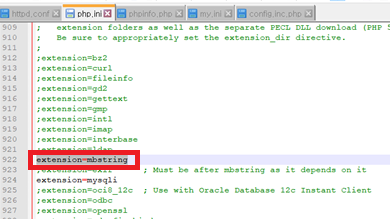 httpd.conf php.ini phpinfo.php my.ini config.inc.php
909 ; extension folders as well as the separate PECL DLL download (PHP 5
910 ; Be sure to appropriately set the extension_dir directive.
911 ;
912 ;extension=bz2
913 ;extension=curl
914 ;extension=fileinfo
915 ;extension=gd2
916 ;extension=gettext
917 ;extension=gmp
918 ;extension=intl
919 ;extension=imap
920 ;extension=interbase
921 ;extension=ldap
922 extension=mbstring
923 ;extension=exif ; Must be after mbstring as it depends on it
924 extension=mysqli
925 ;extension=oci8_12c ; Use with Oracle Database 12c Instant Client
926 ;extension=odbc
927 ;extension=openssl